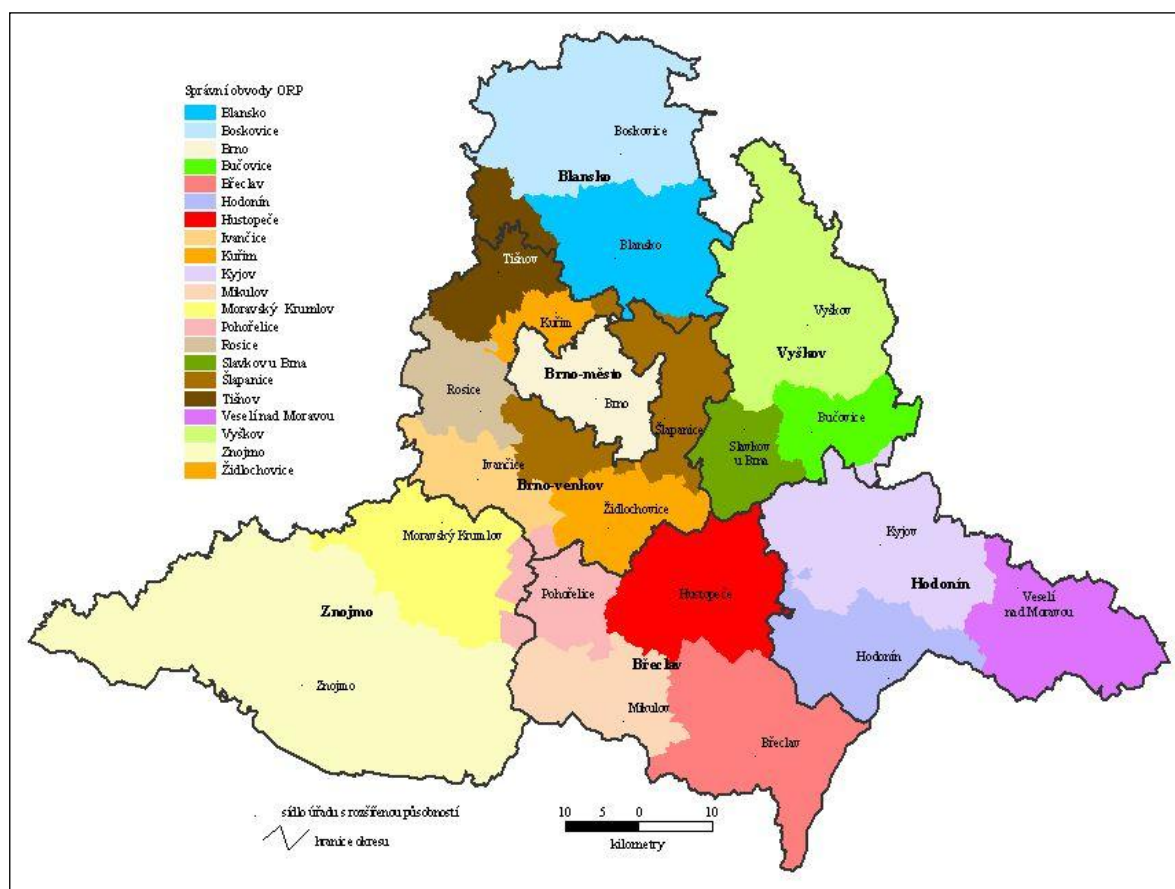 Správní obvody ORP
Blansko
Boskovice
Brno
Bučovice
Břeclav
Hodonín
Hustopeče
Ivančice
Kuřim
Kyjov
Mikulov
Moravský Krumlov
Pohořelice
Rosice
Slavkov u Brna
Šlapanice
Tišnov
Veselí nad Moravou
Vyškov
Znojmo
Židlochovice
Boskovice
Blansko
Blansko
Tišnov
Kuřim
Vyškov
Vyškov
Brno-město
Rosice
Brno
Bučovice
Šlapanice
Slavkov
u Brna
Ivančice
Brno-venkov
Židlochovice
Moravský Krumlov
Kyjov
Hodonín
Pohořelice
Hustopeče
Veselí
nad Moravou
Znojmo
Hodonín
Břeclav
Znojmo
Mikulov
Břeclav
sídlo úřadu s rozšířenou působností
hranice okresu
10 5 0 10
kilometry